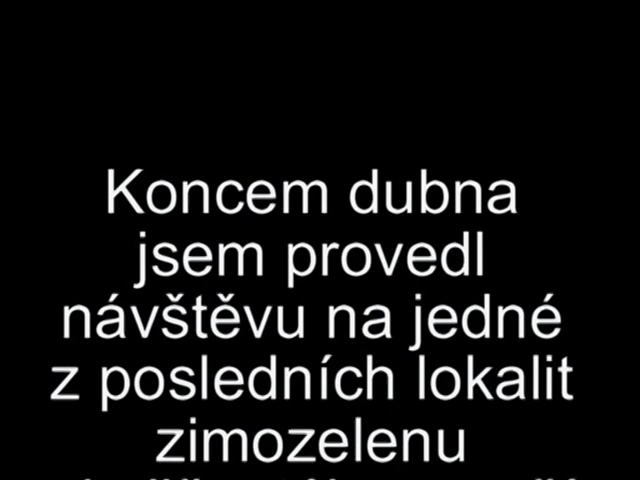 Koncem dubna
jsem provedl
návštěvu na jedné
z posledních lokalit
zimozelenu